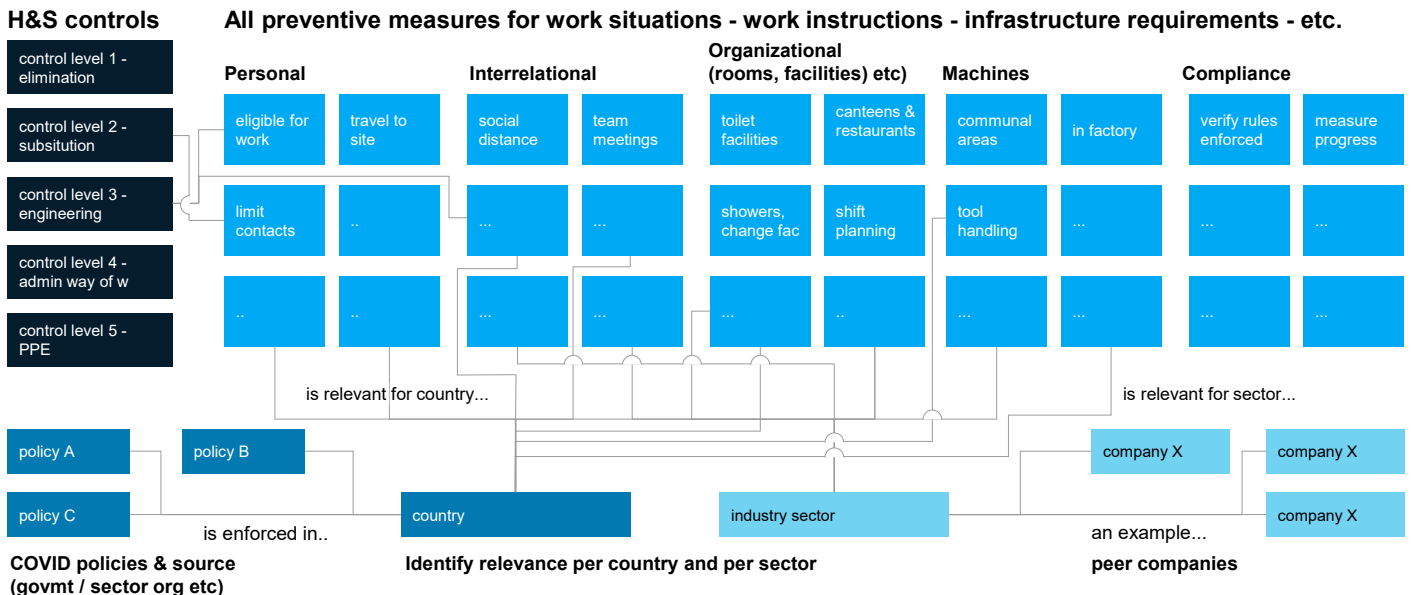 H&S controls
All preventive measures for work situations - work instructions - infrastructure requirements - etc.
control level 1 -
elimination
control level 2 -
subsitution
control level 3 -
engineering
control level 4 -
admin way of w
control level 5 -
PPE
Personal
Interrelational
Organizational
(rooms, facilities) etc)
Machines
Compliance
eligible for
work
travel to
site
social
distance
team
meetings
toilet
facilities
canteens &
restaurants
communal
areas
in factory
verify rules
enforced
measure
progress
limit
contacts
..
...
...
showers,
change fac
shift
planning
tool
handling
...
...
...
..
...
...
...
...
..
...
...
...
...
is relevant for country...
is relevant for sector...
policy A
policy B
company X
company X
policy C
country
industry sector
company X
is enforced in..
an example...
COVID policies & source
(govmt / sector org etc)
Identify relevance per country and per sector
peer companies